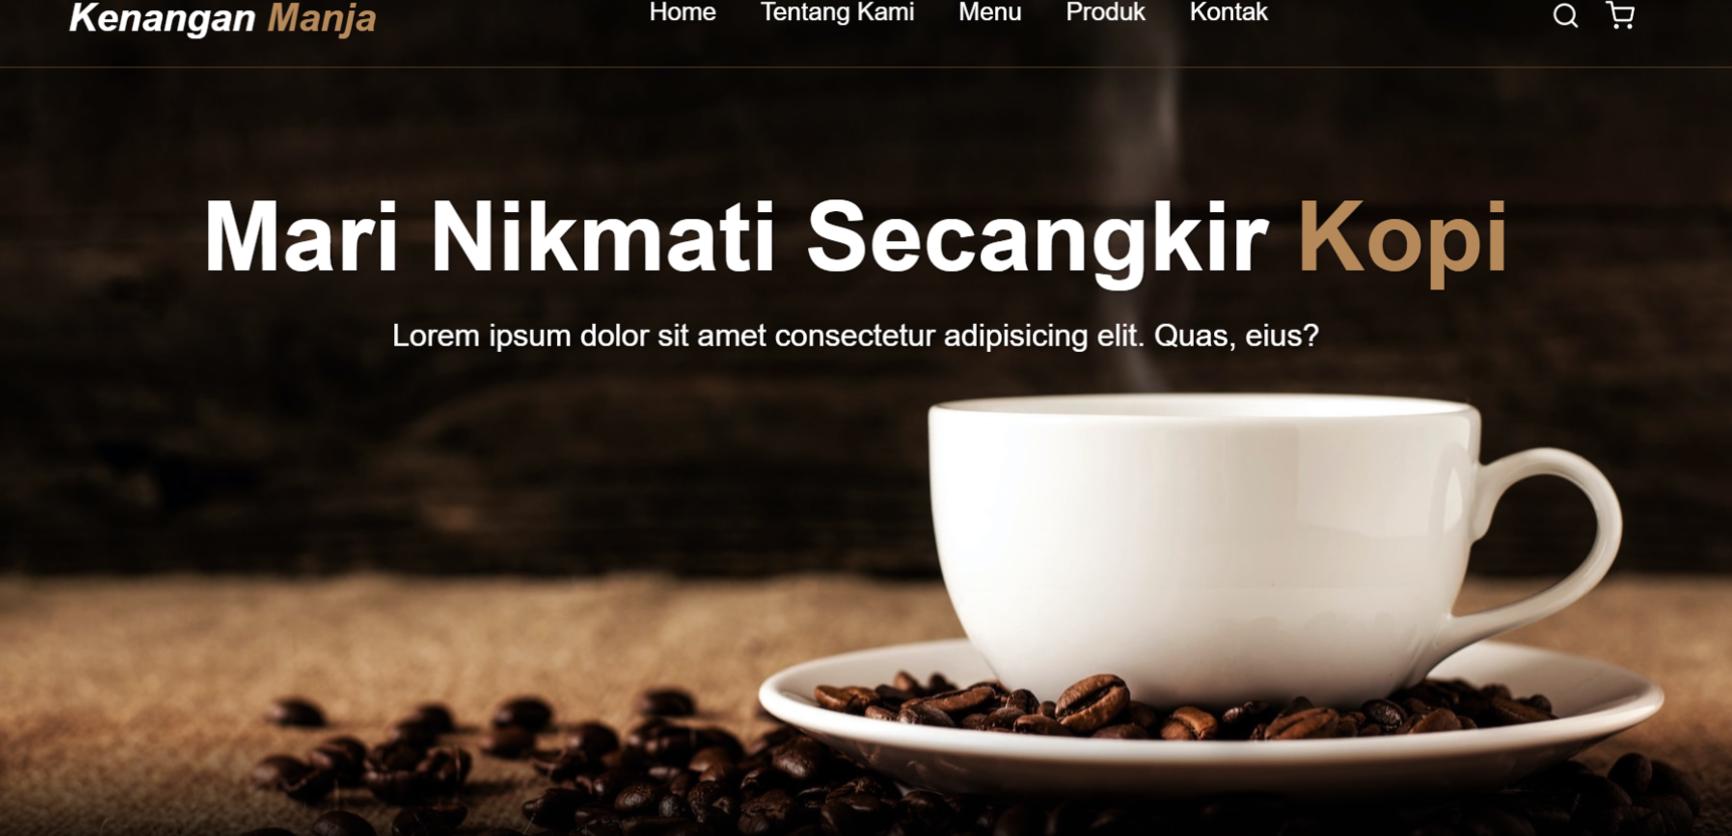 Kenangan Manja
Home Tentang Kami Menu Produk Kontak
Mari Nikmati Secangkir Kopi
Lorem ipsum dolor sit amet consectetur adipisicing elit. Quas, eius?